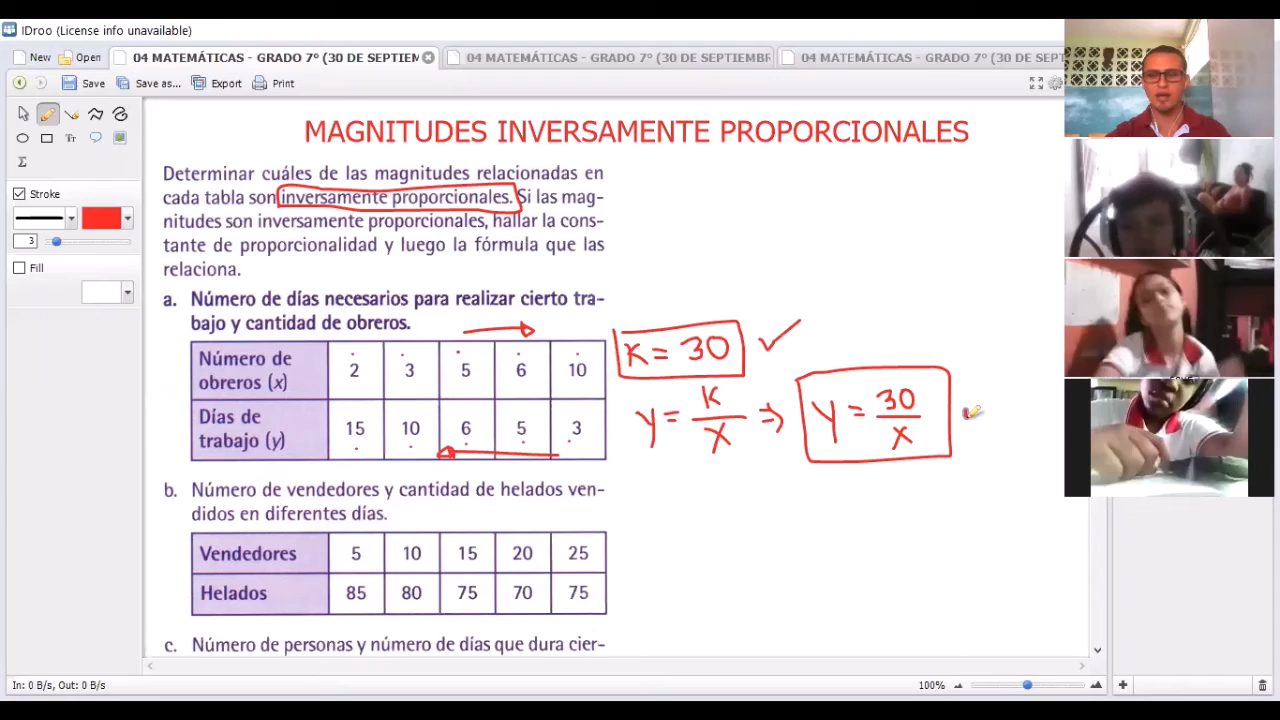 IDroo (License info unavailable)
New Open 04 MATEMÁTICAS - GRADO 7º (30 DE SEPTIEM 04 MATEMÁTICAS - GRADO 7º (30 DE SEPTIEMBR 04 MATEMÁTICAS - GRADO 7º (30 DE SEPT
Save Save as... Export Print
Stroke
3
Fill
MAGNITUDES INVERSAMENTE PROPORCIONALES
Determinar cuáles de las magnitudes relacionadas en
cada tabla son inversamente proporcionales. Si las mag-
nitudes son inversamente proporcionales, hallar la cons-
tante de proporcionalidad y luego la fórmula que las
relaciona.
a. Número de días necesarios para realizar cierto tra-
bajo y cantidad de obreros.
Número de obreros (x) 2 3 5 6 10
Días de trabajo (y) 15 10 6 5 3
K = 30
y = K/x ⇒ y = 30/x
b. Número de vendedores y cantidad de helados ven-
didos en diferentes días.
Vendedores 5 10 15 20 25
Helados 85 80 75 70 75
c. Número de personas y número de días que dura cier-
In: 0 B/s, Out: 0 B/s 100%